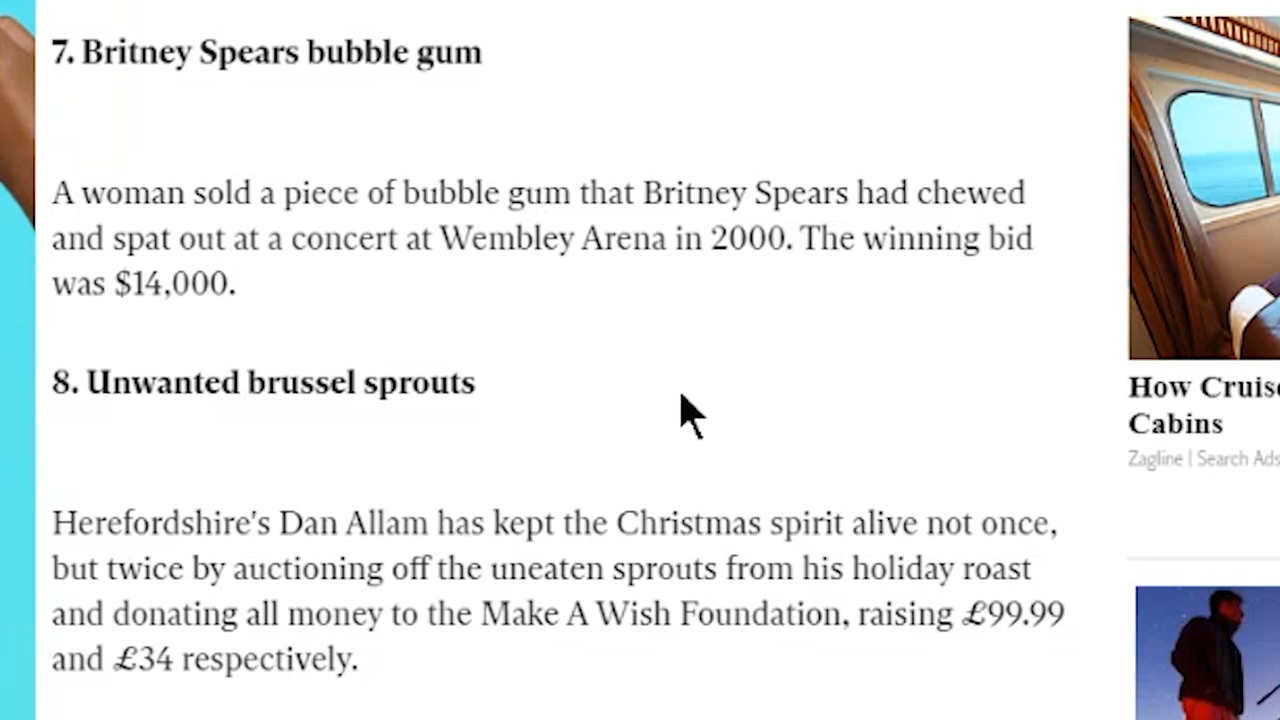 7. Britney Spears bubble gum
A woman sold a piece of bubble gum that Britney Spears had chewed
and spat out at a concert at Wembley Arena in 2000. The winning bid
was $14,000.
8. Unwanted brussel sprouts
Herefordshire's Dan Allam has kept the Christmas spirit alive not once,
but twice by auctioning off the uneaten sprouts from his holiday roast
and donating all money to the Make A Wish Foundation, raising £99.99
and £34 respectively.
How Cruise
Cabins
Zagline | Search Ads